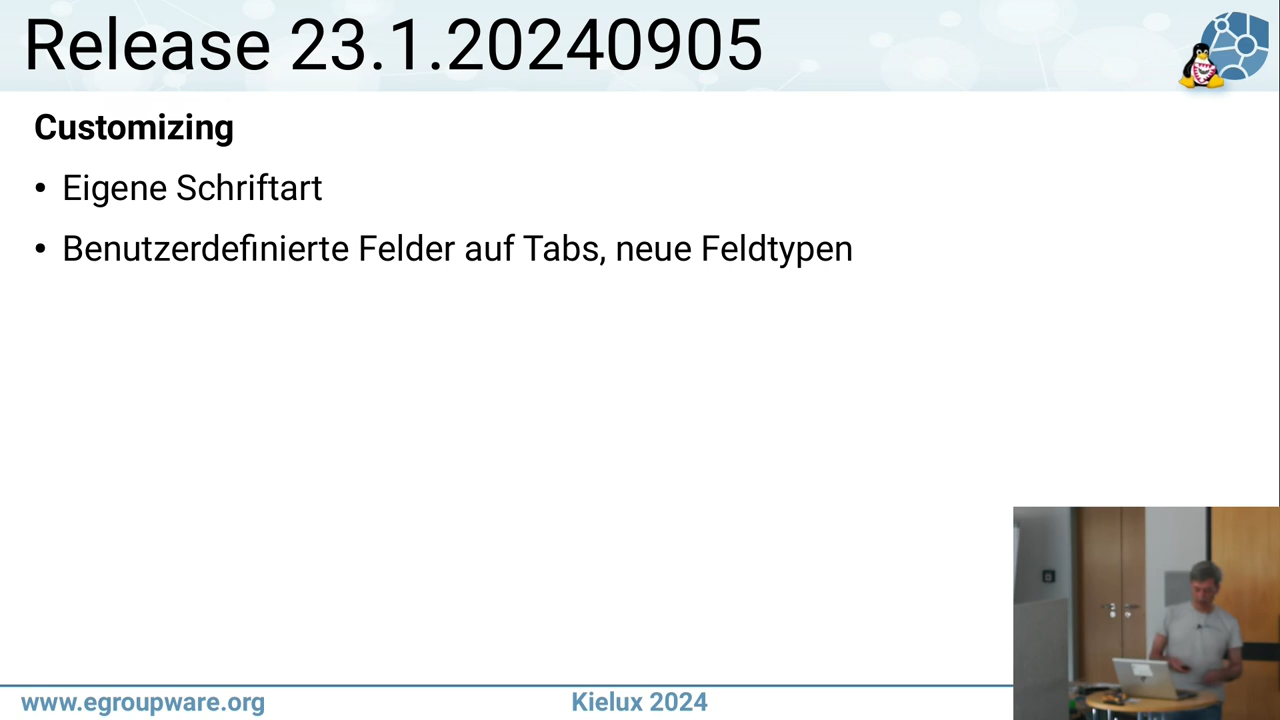 Release 23.1.20240905
Customizing
• Eigene Schriftart
• Benutzerdefinierte Felder auf Tabs, neue Feldtypen
www.egroupware.org
Kielux 2024